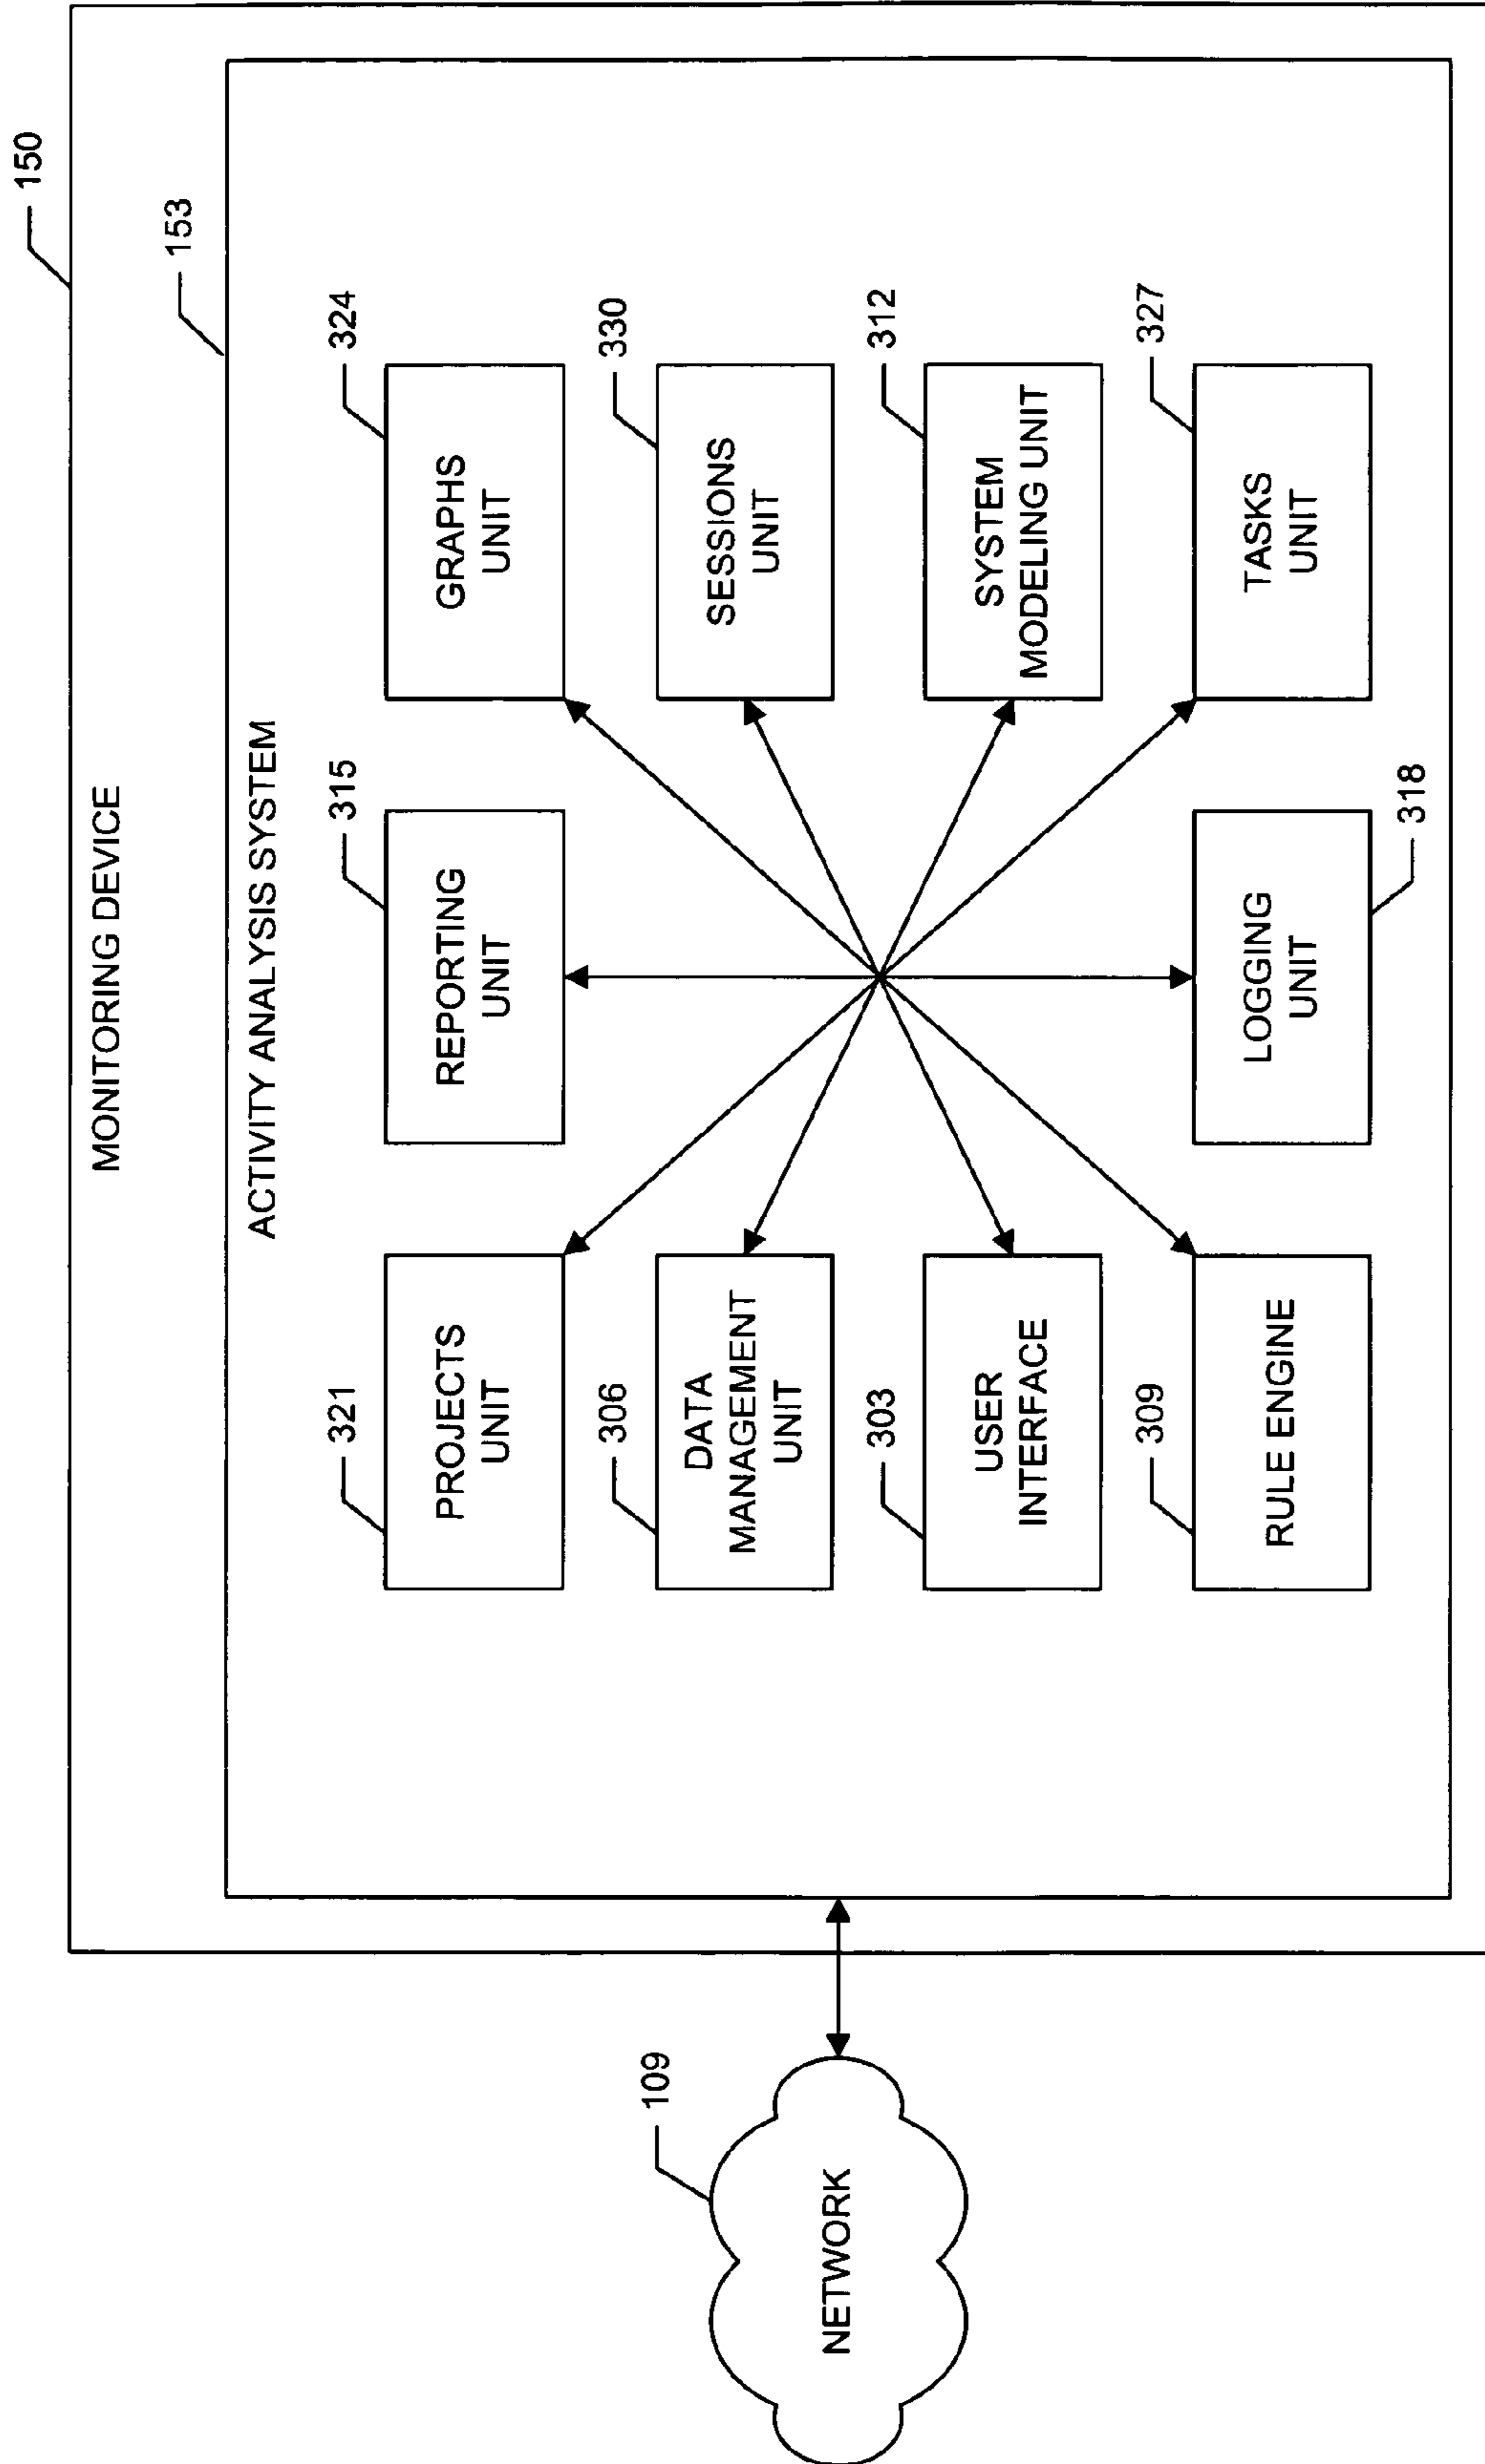 150
MONITORING DEVICE
153
ACTIVITY ANALYSIS SYSTEM
321
PROJECTS
UNIT
315
REPORTING
UNIT
324
GRAPHS
UNIT
306
DATA
MANAGEMENT
UNIT
330
SESSIONS
UNIT
303
USER
INTERFACE
312
SYSTEM
MODELING UNIT
309
RULE ENGINE
LOGGING
UNIT
318
327
TASKS
UNIT
109
NETWORK